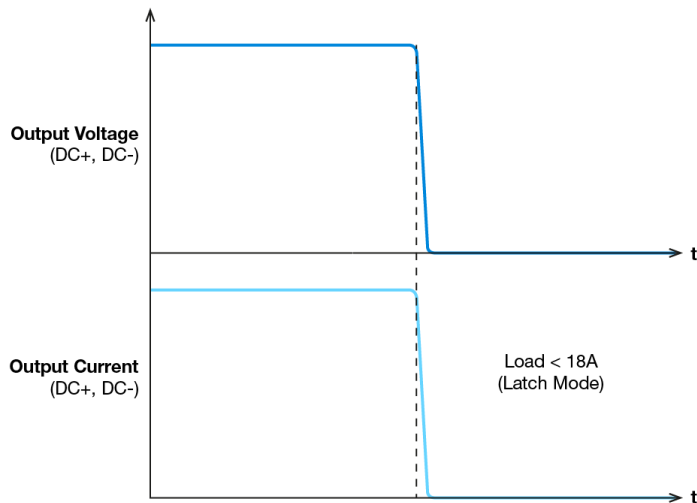 Output Voltage
(DC+, DC-)
t
Output Current
(DC+, DC-)
Load < 18A
(Latch Mode)
t